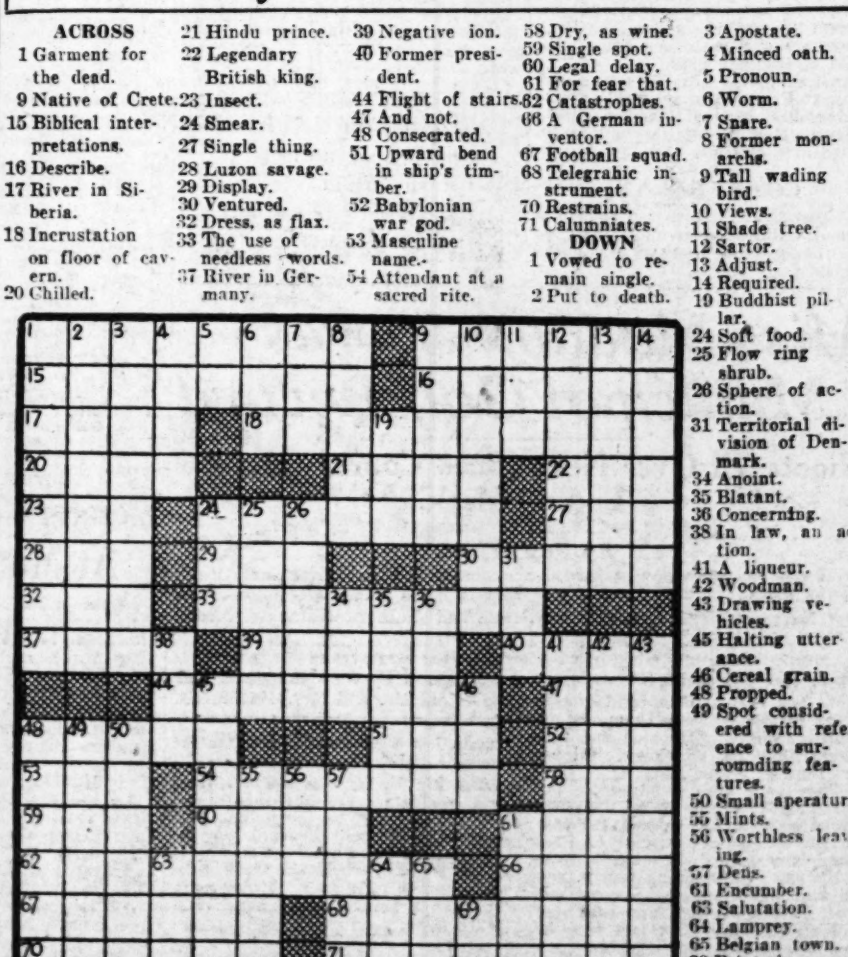 ACROSS
1 Garment for
the dead.
9 Native of Crete.
15 Biblical inter-
pretations.
16 Describe.
17 River in Si-
beria.
18 Incrustation
on floor of cav-
ern.
20 Chilled.
21 Hindu prince.
22 Legendary
British king.
23 Insect.
24 Smear.
27 Single thing.
28 Luzon savage.
29 Display.
30 Ventured.
32 Dress, as flax.
33 The use of
needless words.
37 River in Ger-
many.
39 Negative ion.
40 Former presi-
dent.
44 Flight of stairs.
47 And not.
48 Consecrated.
51 Upward bend
in ship's tim-
ber.
52 Babylonian
war god.
53 Masculine
name.
54 Attendant at a
sacred rite.
58 Dry, as wine.
59 Single spot.
60 Legal delay.
61 For fear that.
62 Catastrophes.
66 A German in-
ventor.
67 Football squad.
68 Telegrahic in-
strument.
70 Restrains.
71 Calumniates.
DOWN
1 Vowed to re-
main single.
2 Put to death.
3 Apostate.
4 Minced oath.
5 Pronoun.
6 Worm.
7 Snare.
8 Former mon-
archs.
9 Tall wading
bird.
10 Views.
11 Shade tree.
12 Sartor.
13 Adjust.
14 Required.
19 Buddhist pil-
lar.
24 Soft food.
25 Flow ring
shrub.
26 Sphere of ac-
tion.
31 Territorial di-
vision of Den-
mark.
34 Anoint.
35 Blatant.
36 Concerning.
38 In law, an a
tion.
41 A liqueur.
42 Woodman.
43 Drawing ve-
hicles.
45 Halting utter
ance.
46 Cereal grain.
48 Propped.
49 Spot consid-
ered with refe
ence to sur-
rounding fea-
tures.
50 Small aperatur
55 Mints.
56 Worthless leav
ing.
57 Dens.
61 Encumber.
63 Salutation.
64 Lamprey.
65 Belgian town.
1 2 3 4 5 6 7 8 9 10 11 12 13 14
15 16
17 18 19
20 21 22
23 24 25 26 27
28 29 30 31
32 33 34 35 36
37 38 39 40 41 42 43
44 45 46 47
48 49 50 51 52
53 54 55 56 57 58
59 60 61
62 63 64 65 66
67 68 69
70 71